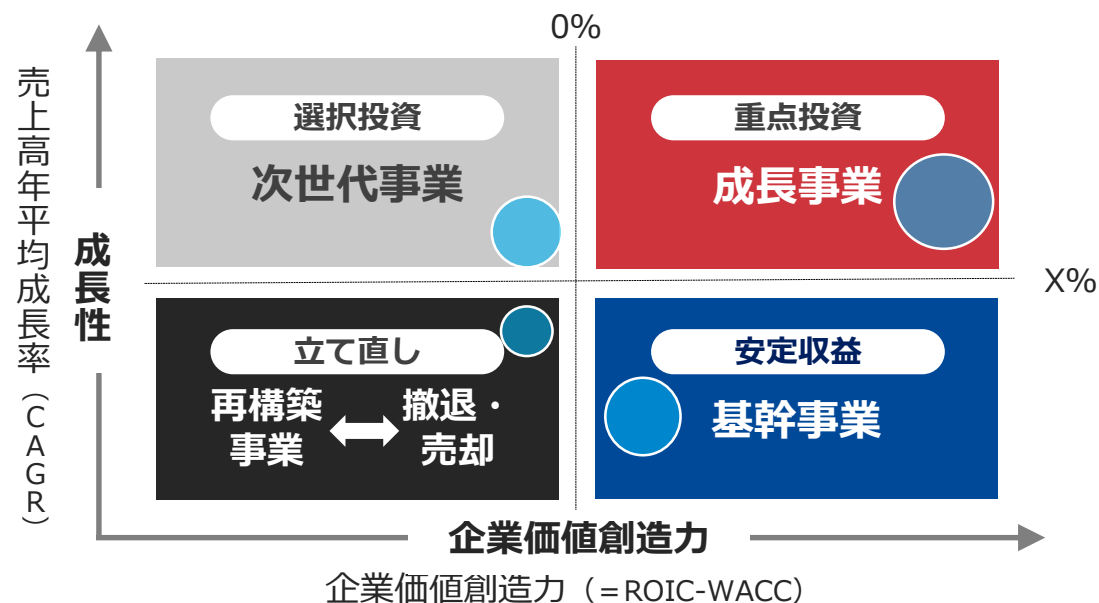 0%
選択投資
次世代事業
重点投資
成長事業
売上高年平均成長率（CAGR）
成長性
X%
立て直し
再構築
事業
撤退・
売却
安定収益
基幹事業
企業価値創造力
企業価値創造力（=ROIC-WACC）